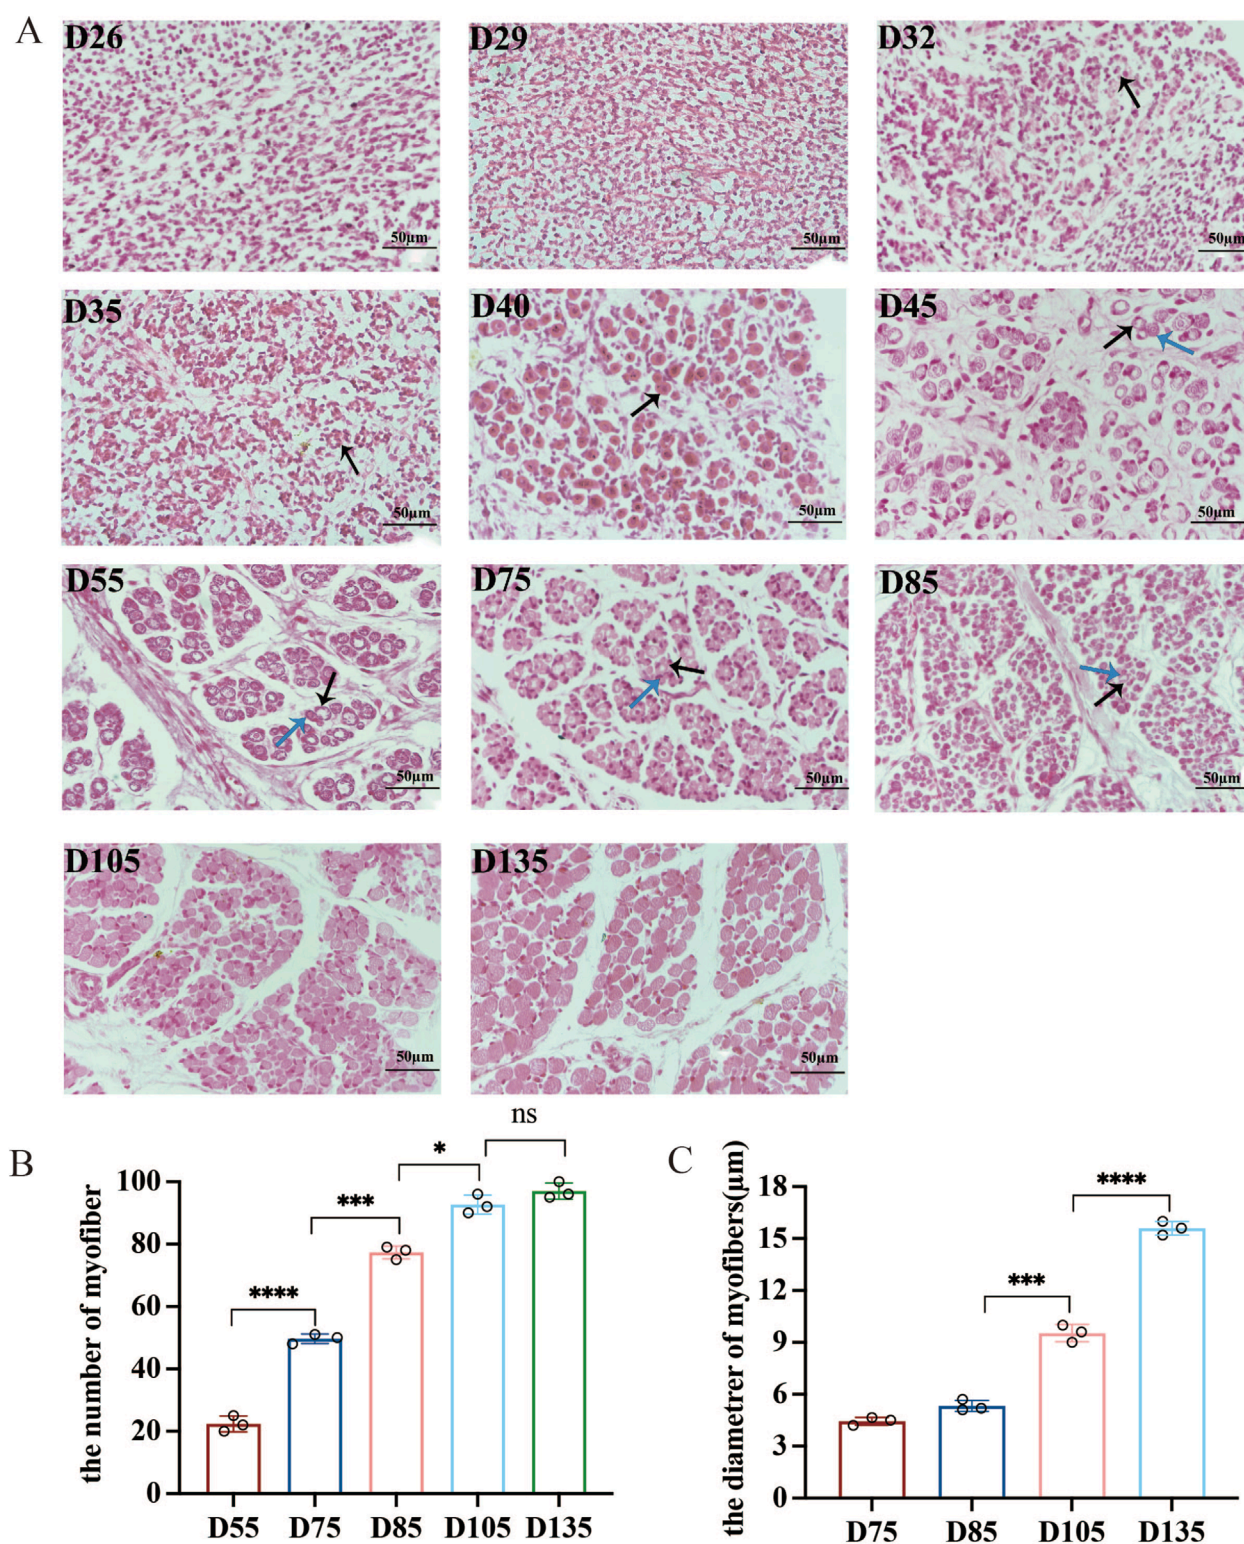 A
D26
50μm
D29
50μm
D32
50μm
D35
50μm
D40
50μm
D45
50μm
D55
50μm
D75
50μm
D85
50μm
D105
50μm
D135
50μm
B
the number of myofiber
100
80
60
40
20
0
****
***
*
ns
D55 D75 D85 D105 D135
C
the diametrer of myofibers(μm)
18
15
12
9
6
3
0
***
****
D75 D85 D105 D135